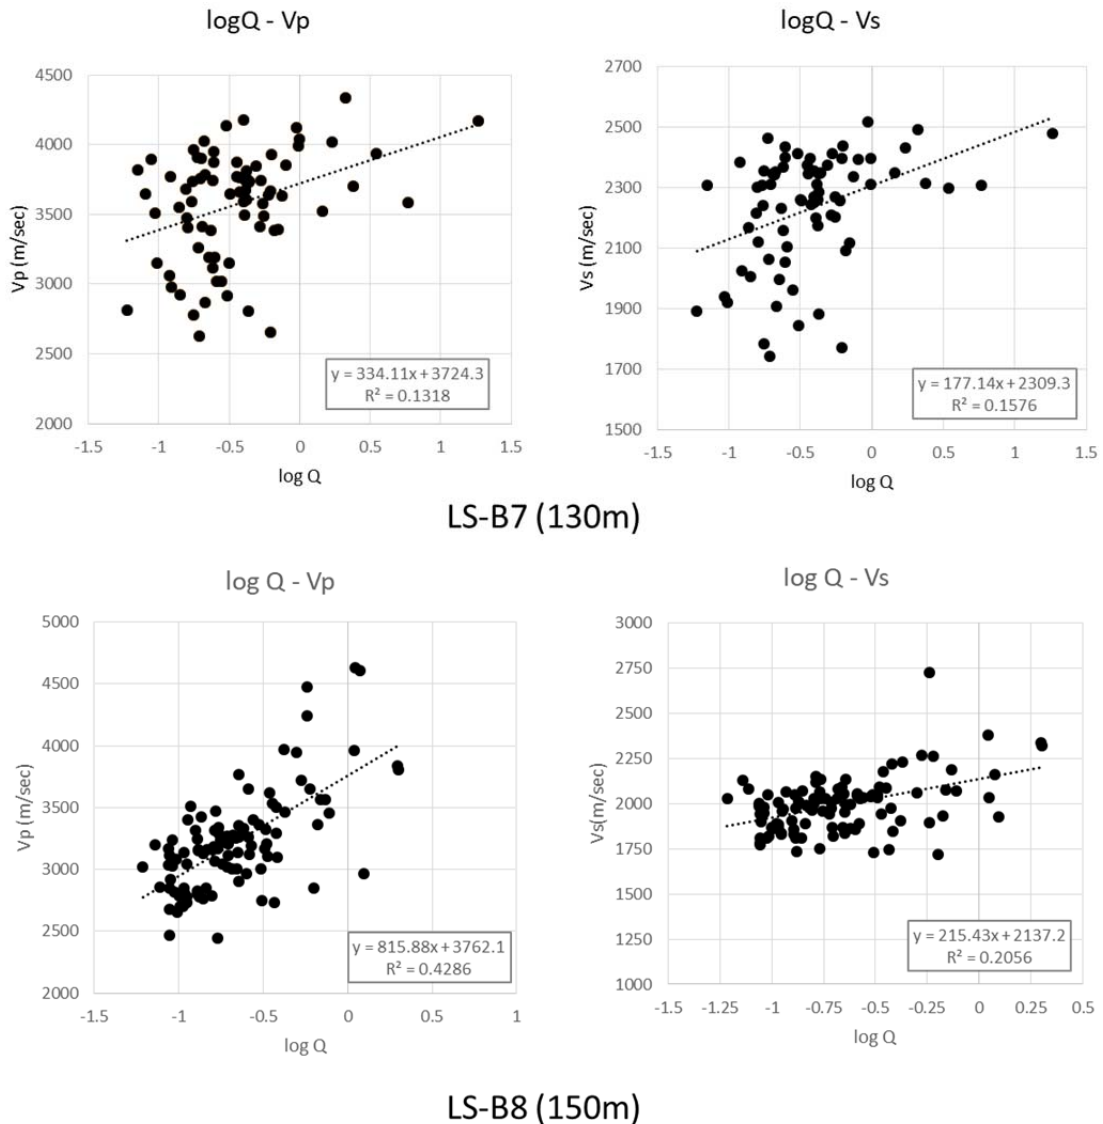 logQ - Vp
4500
4000
3500
3000
2500
2000
Vp (m/sec)
-1.5 -1 -0.5 0 0.5 1 1.5
log Q
y = 334.11x + 3724.3
R² = 0.1318
logQ - Vs
2700
2500
2300
2100
1900
1700
1500
Vs (m/sec)
-1.5 -1 -0.5 0 0.5 1 1.5
log Q
y = 177.14x + 2309.3
R² = 0.1576
LS-B7 (130m)
log Q - Vp
5000
4500
4000
3500
3000
2500
2000
Vp (m/sec)
-1.5 -1 -0.5 0 0.5 1
log Q
y = 815.88x + 3762.1
R² = 0.4286
log Q - Vs
3000
2750
2500
2250
2000
1750
1500
1250
1000
Vs(m/sec)
-1.5 -1.25 -1 -0.75 -0.5 -0.25 0 0.25 0.5
log Q
y = 215.43x + 2137.2
R² = 0.2056
LS-B8 (150m)